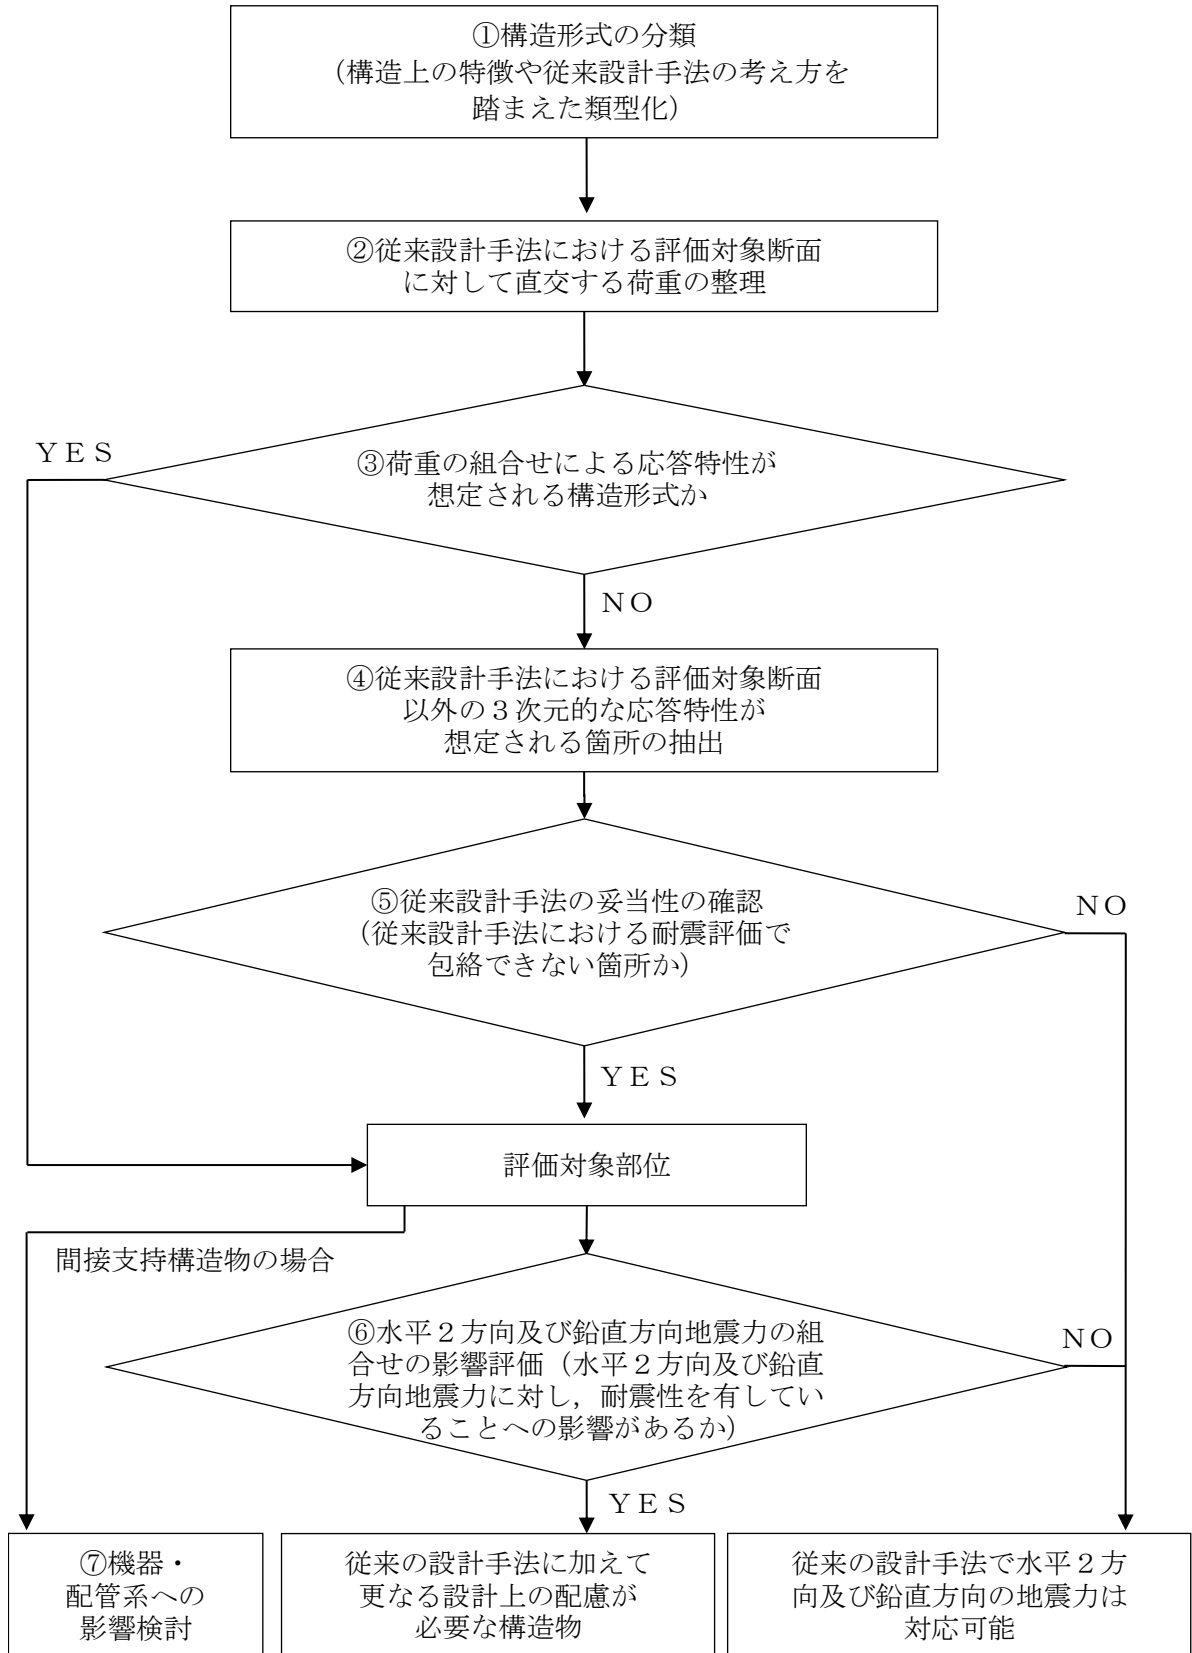 ①構造形式の分類
（構造上の特徴や従来設計手法の考え方を
踏まえた類型化）
②従来設計手法における評価対象断面
に対して直交する荷重の整理
ＹＥＳ
③荷重の組合せによる応答特性が
想定される構造形式か
ＮＯ
④従来設計手法における評価対象断面
以外の３次元的な応答特性が
想定される箇所の抽出
⑤従来設計手法の妥当性の確認
（従来設計手法における耐震評価で
包絡できない箇所か）
ＮＯ
ＹＥＳ
評価対象部位
間接支持構造物の場合
⑥水平２方向及び鉛直方向地震力の組
合せの影響評価（水平２方向及び鉛直
方向地震力に対し，耐震性を有してい
ることへの影響があるか）
ＮＯ
ＹＥＳ
⑦機器・
配管系への
影響検討
従来の設計手法に加えて
更なる設計上の配慮が
必要な構造物
従来の設計手法で水平２方
向及び鉛直方向の地震力は
対応可能